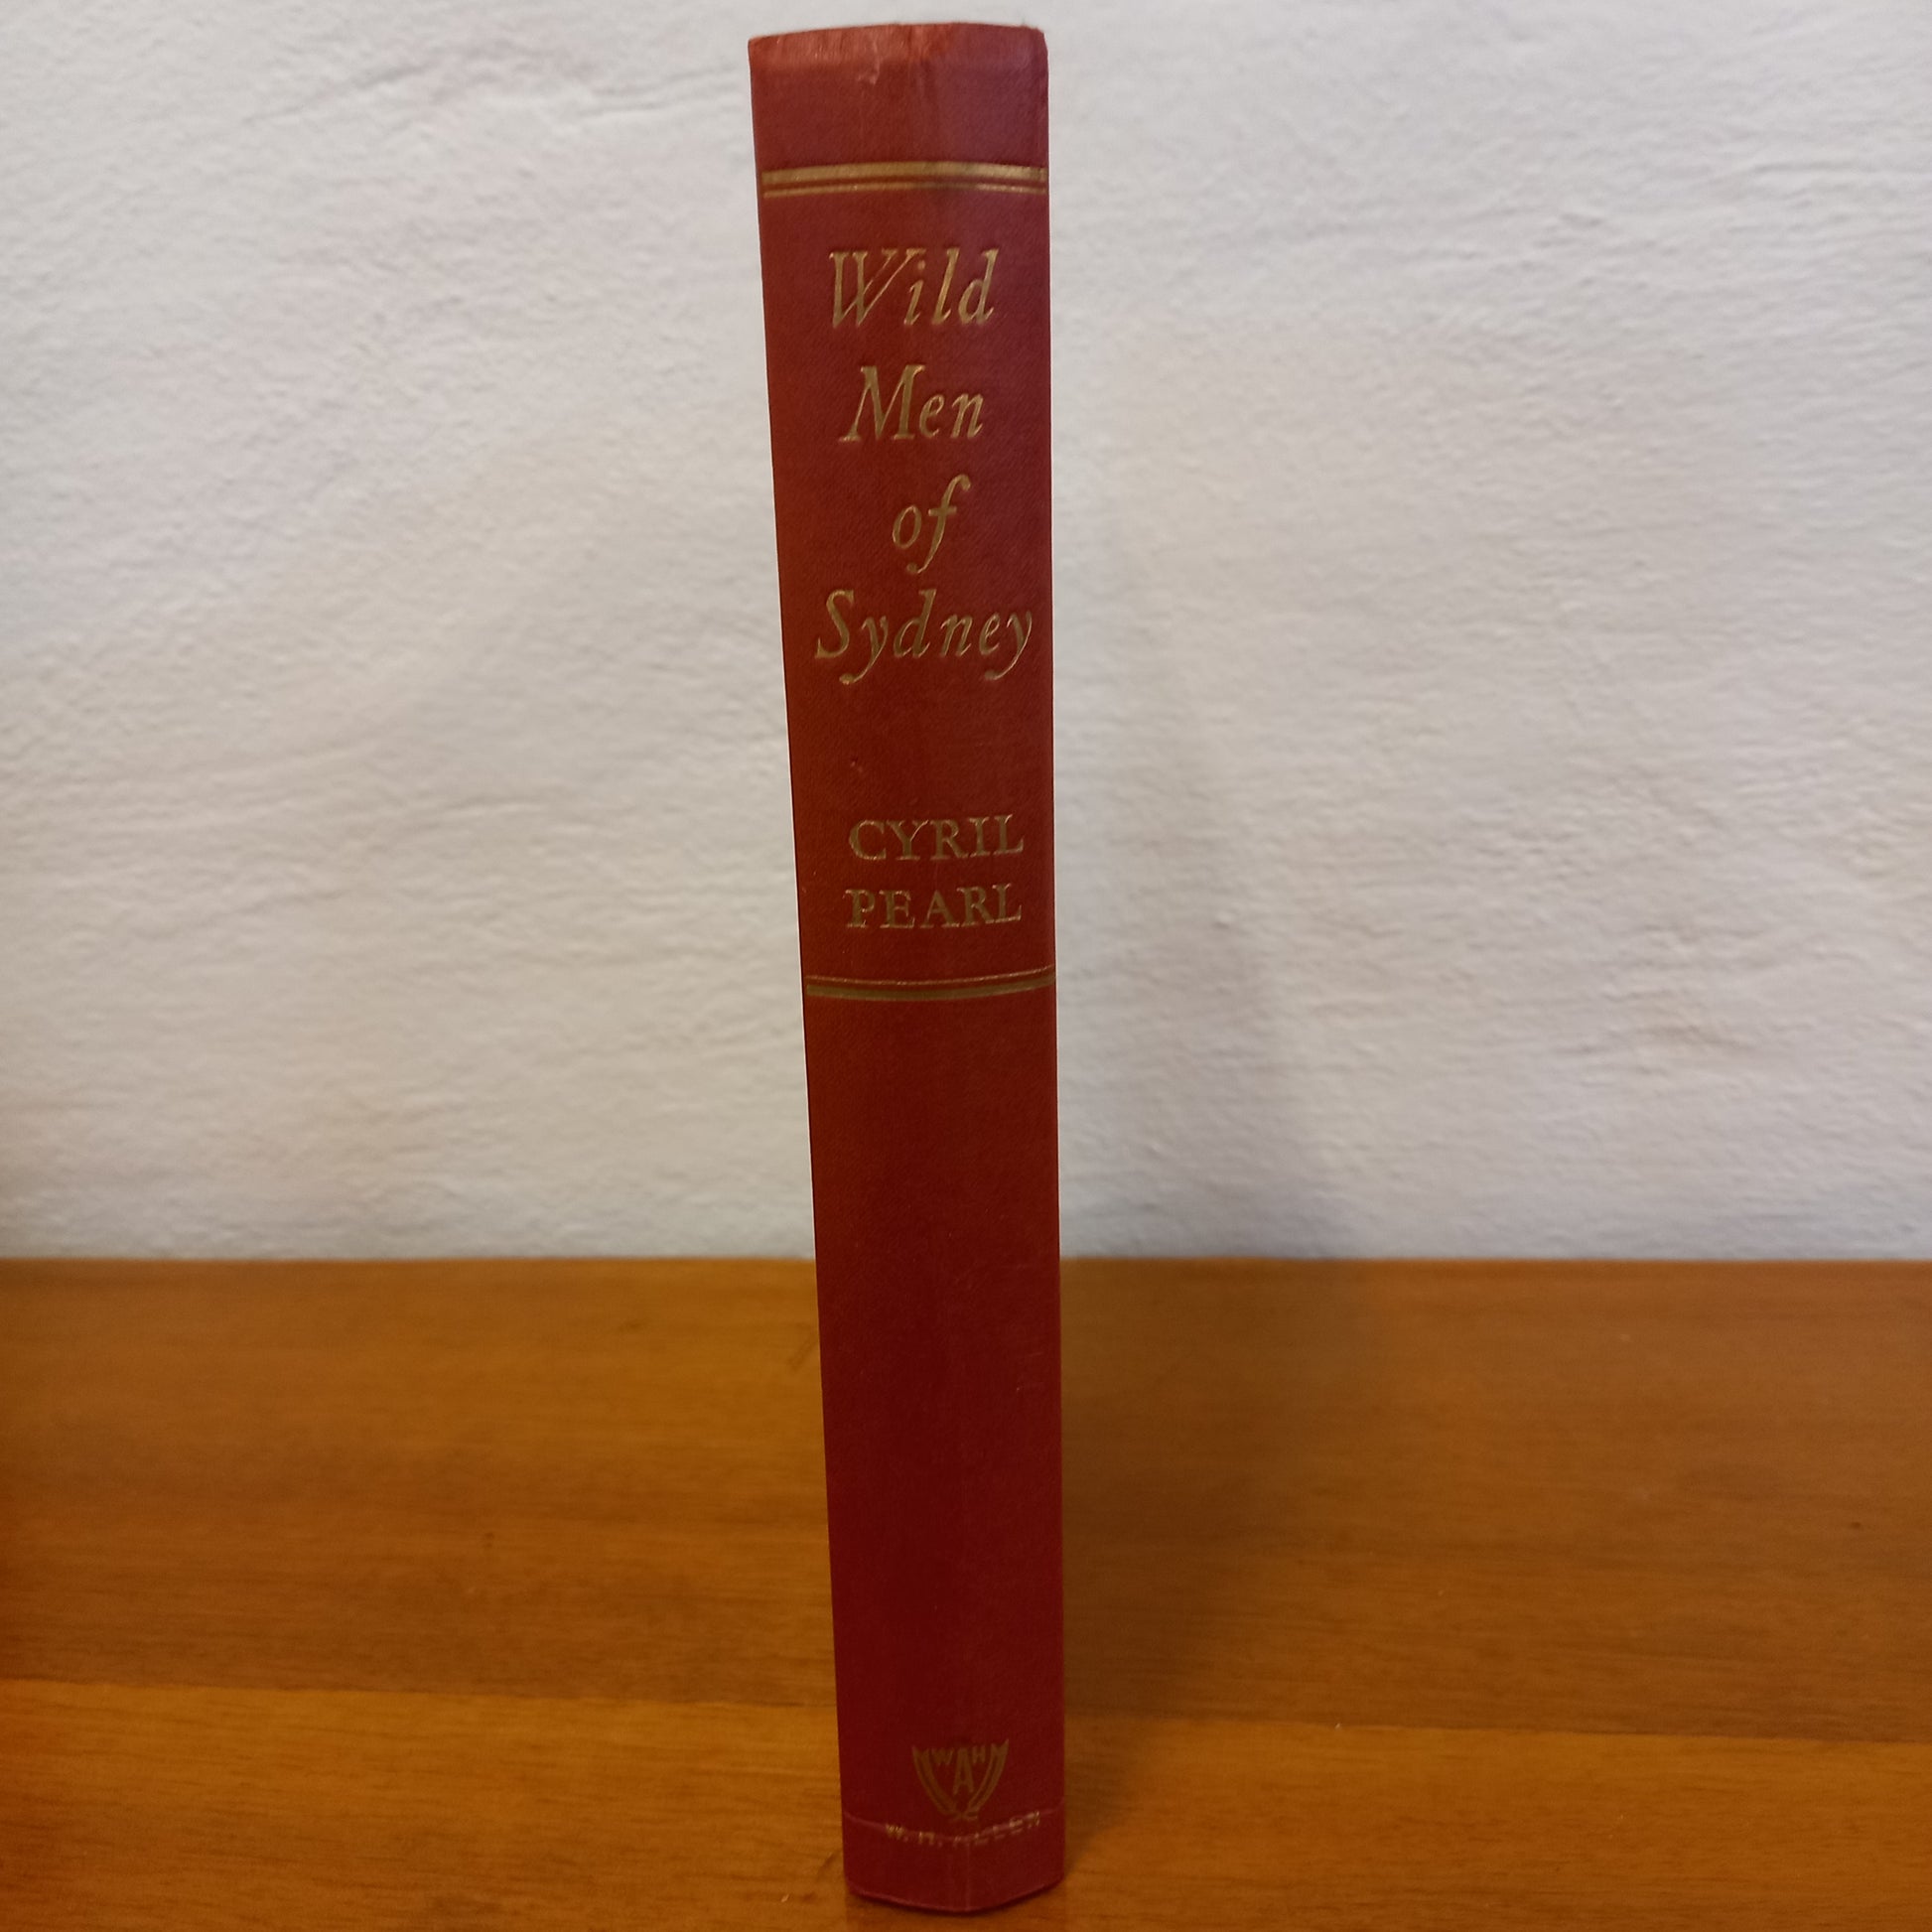 Wild
Men
of
Sydney
CYRIL
PEARL
W A H
W. H. ALLEN